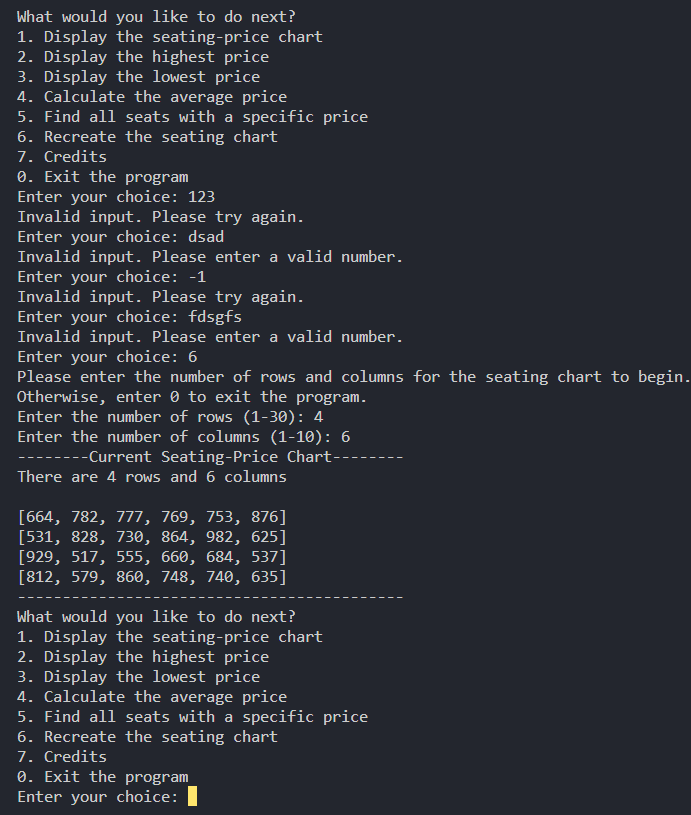 What would you like to do next?
1. Display the seating-price chart
2. Display the highest price
3. Display the lowest price
4. Calculate the average price
5. Find all seats with a specific price
6. Recreate the seating chart
7. Credits
0. Exit the program
Enter your choice: 123
Invalid input. Please try again.
Enter your choice: dsad
Invalid input. Please enter a valid number.
Enter your choice: -1
Invalid input. Please try again.
Enter your choice: fdsgfs
Invalid input. Please enter a valid number.
Enter your choice: 6
Please enter the number of rows and columns for the seating chart to begin.
Otherwise, enter 0 to exit the program.
Enter the number of rows (1-30): 4
Enter the number of columns (1-10): 6
--------Current Seating-Price Chart--------
There are 4 rows and 6 columns

[664, 782, 777, 769, 753, 876]
[531, 828, 730, 864, 982, 625]
[929, 517, 555, 660, 684, 537]
[812, 579, 860, 748, 740, 635]
-------------------------------------------
What would you like to do next?
1. Display the seating-price chart
2. Display the highest price
3. Display the lowest price
4. Calculate the average price
5. Find all seats with a specific price
6. Recreate the seating chart
7. Credits
0. Exit the program
Enter your choice: